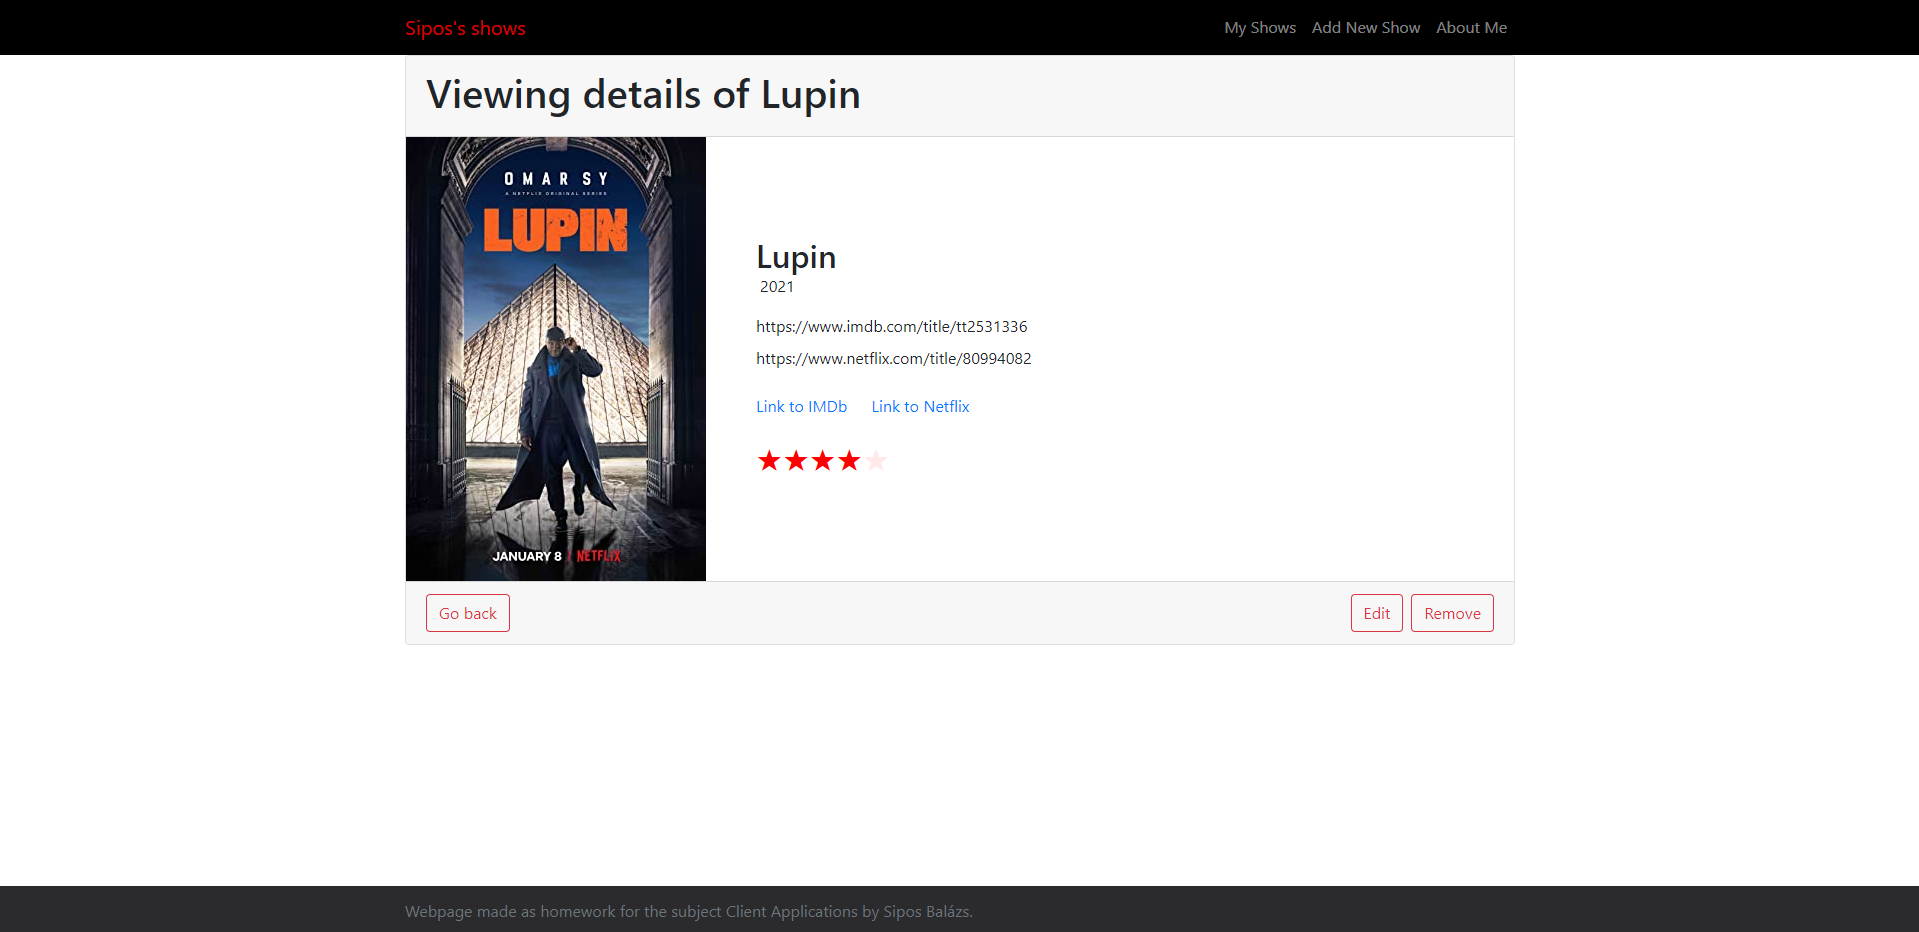 Sipos's shows
My Shows Add New Show About Me
Viewing details of Lupin
OMAR SY
A NETFLIX ORIGINAL SERIES
LUPIN
JANUARY 8 | NETFLIX
Lupin
2021
https://www.imdb.com/title/tt2531336
https://www.netflix.com/title/80994082
Link to IMDb Link to Netflix
Go back
Edit Remove
Webpage made as homework for the subject Client Applications by Sipos Balázs.